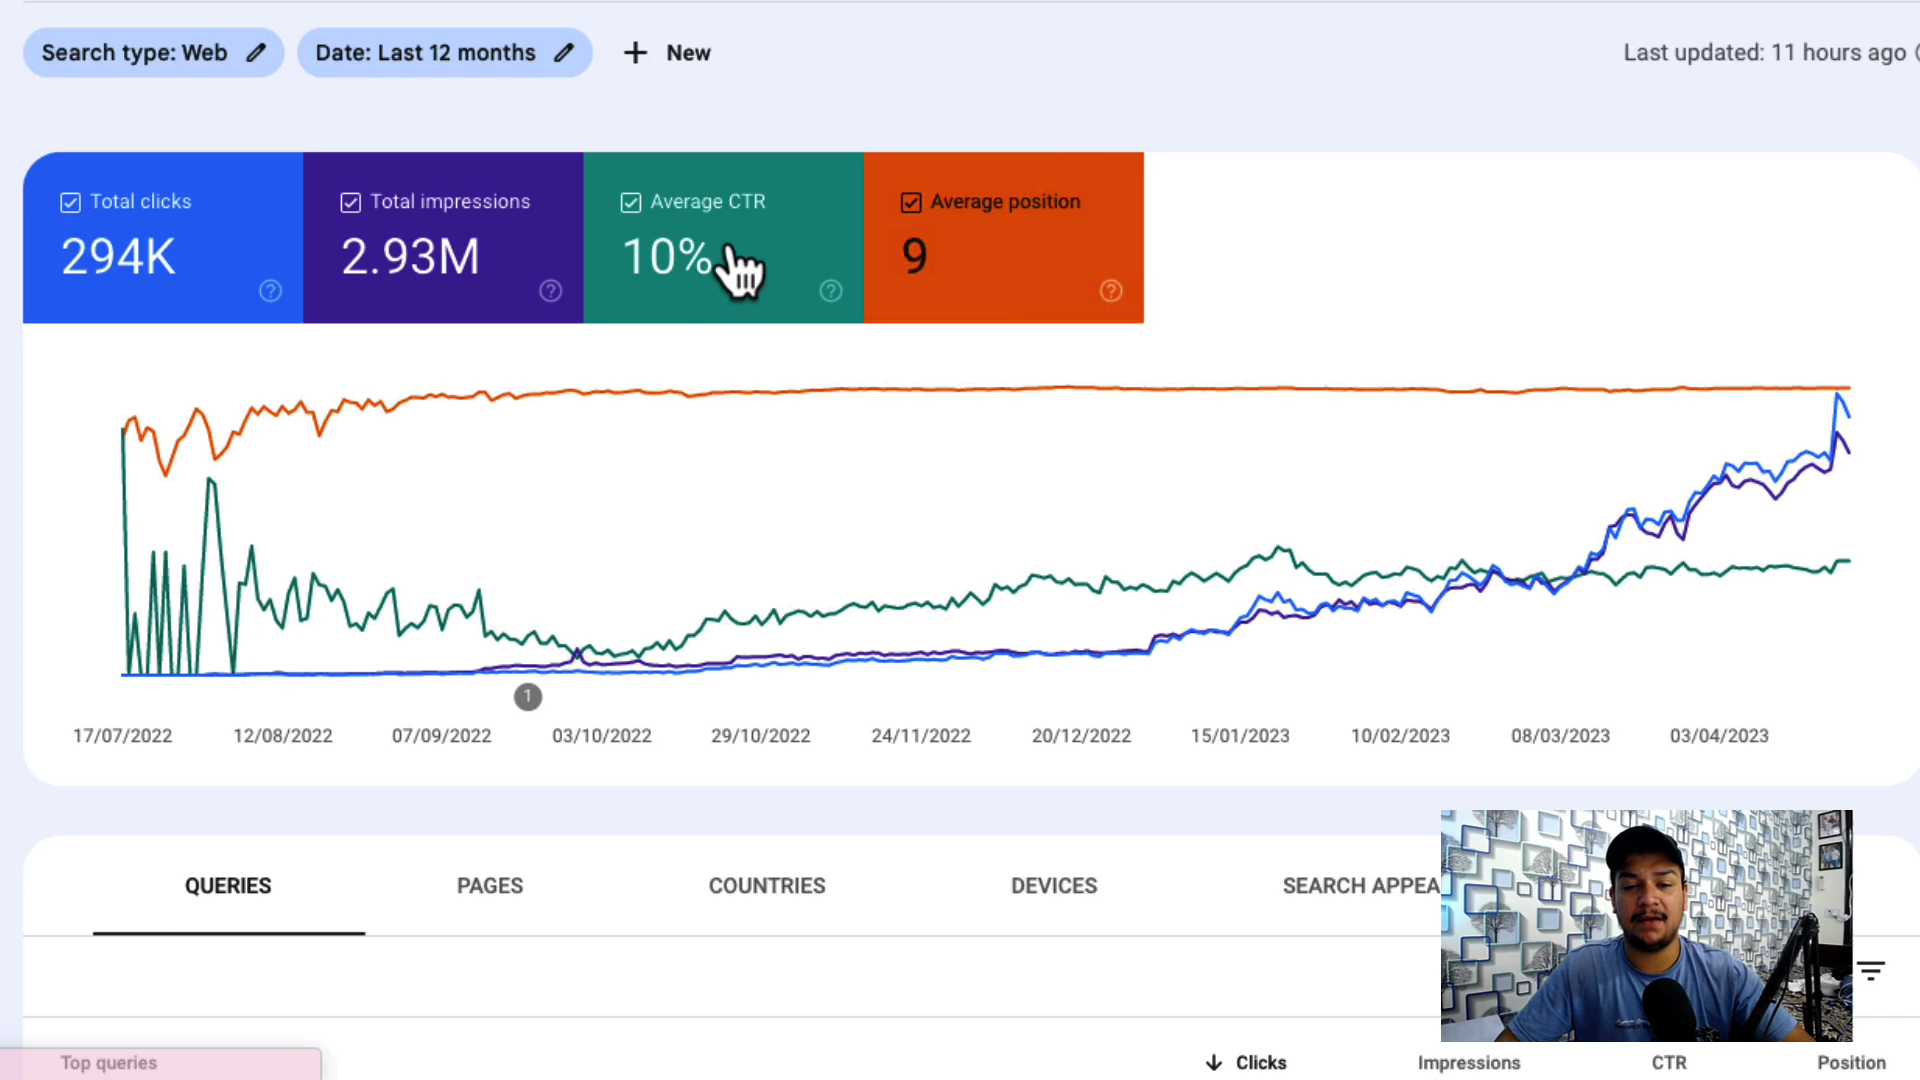 Search type: Web
Date: Last 12 months
+ New
Last updated: 11 hours ago
Total clicks
294K
Total impressions
2.93M
Average CTR
10%
Average position
9
1
17/07/2022 12/08/2022 07/09/2022 03/10/2022 29/10/2022 24/11/2022 20/12/2022 15/01/2023 10/02/2023 08/03/2023 03/04/2023
QUERIES PAGES COUNTRIES DEVICES SEARCH APPEA
Top queries Clicks Impressions CTR Position